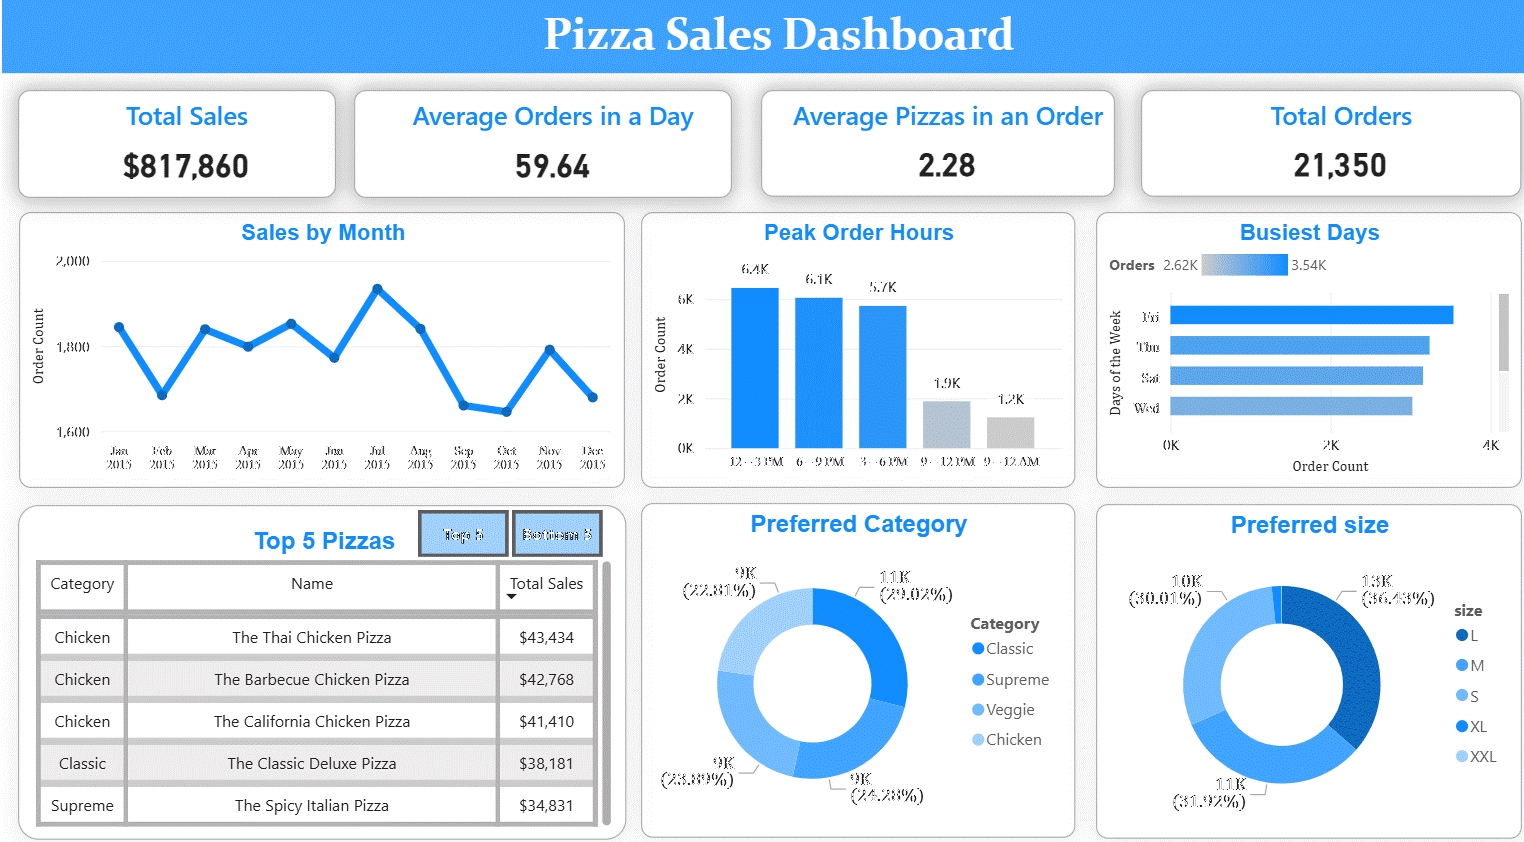 Pizza Sales Dashboard
Total Sales
$817,860
Average Orders in a Day
59.64
Average Pizzas in an Order
2.28
Total Orders
21,350
Sales by Month
Order Count
2,000
1,800
1,600
Jan 2015
Feb 2015
Mar 2015
Apr 2015
May 2015
Jun 2015
Jul 2015
Aug 2015
Sep 2015
Oct 2015
Nov 2015
Dec 2015
Peak Order Hours
Order Count
6K
4K
2K
0K
6.4K
6.1K
5.7K
1.9K
1.2K
12--3 PM
6--9 PM
3--6 PM
9--12 PM
9--12 AM
Busiest Days
Orders 2.62K 3.54K
Days of the Week
Fri
Thu
Sat
Wed
0K 2K 4K
Order Count
Top 5 Pizzas
Top 5
Bottom 5
Category Name Total Sales
Chicken The Thai Chicken Pizza $43,434
Chicken The Barbecue Chicken Pizza $42,768
Chicken The California Chicken Pizza $41,410
Classic The Classic Deluxe Pizza $38,181
Supreme The Spicy Italian Pizza $34,831
Preferred Category
9K
(22.81%)
11K
(29.02%)
9K
(23.89%)
9K
(24.28%)
Category
Classic
Supreme
Veggie
Chicken
Preferred size
10K
(30.01%)
13K
(36.43%)
11K
(31.92%)
size
L
M
S
XL
XXL